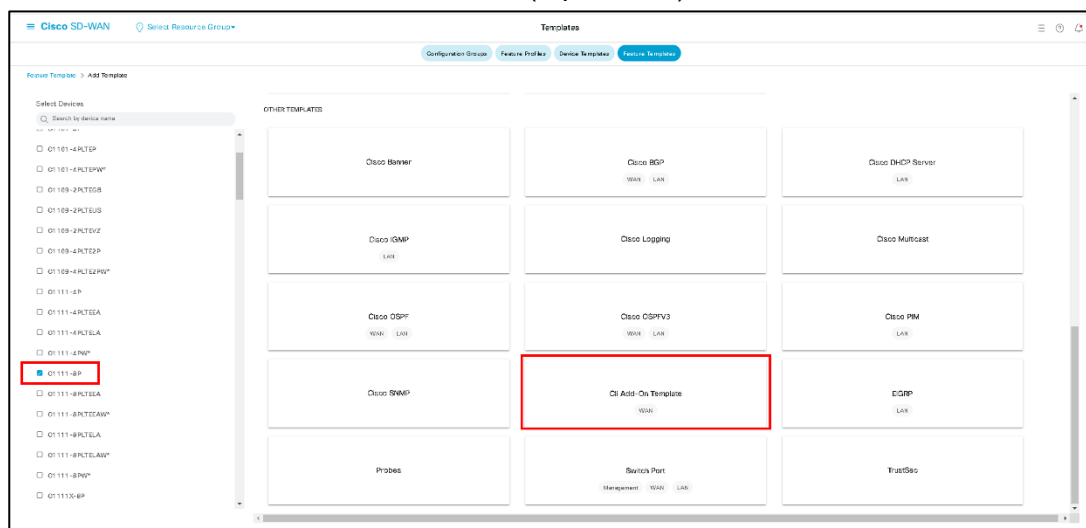 Cisco SD-WAN
Select Resource Group
Templates
Configuration Groups
Feature Profiles
Device Templates
Feature Templates
Feature Template > Add Template
Select Devices
Search by device name
C1101-4PLTEP
C1101-4PLTEPW*
C1109-2PLTEGB
C1109-2PLTEUS
C1109-2PLTEVZ
C1109-4PLTE2P
C1109-4PLTE2PW*
C1111-4P
C1111-4PLTEEA
C1111-4PLTELA
C1111-4PW*
C1111-8P
C1111-8PLTEEA
C1111-8PLTEEAW*
C1111-8PLTELA
C1111-8PLTELAW*
C1111-8PW*
C1111X-8P
OTHER TEMPLATES
Cisco Banner
Cisco BGP
WAN LAN
Cisco DHCP Server
LAN
Cisco IGMP
LAN
Cisco Logging
Cisco Multicast
Cisco OSPF
WAN LAN
Cisco OSPFV3
WAN LAN
Cisco PIM
LAN
Cisco SNMP
Cli Add-On Template
WAN
EIGRP
LAN
Probes
Switch Port
Management WAN LAN
TrustSec